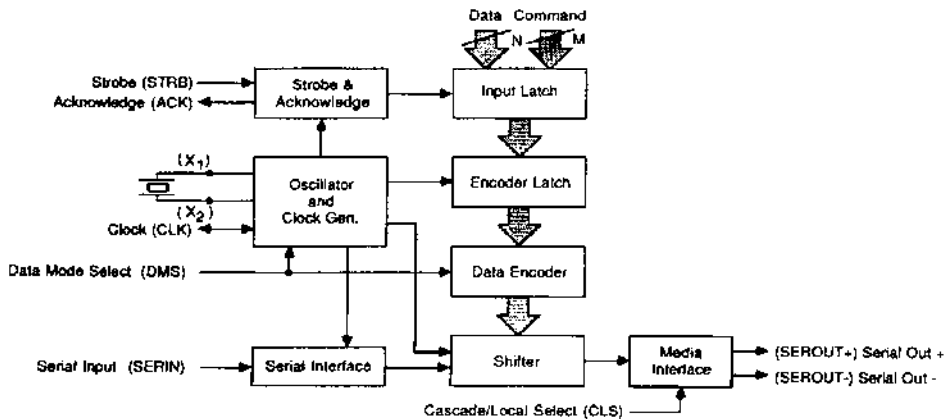 Data Command
N M
Strobe (STRB)
Acknowledge (ACK)
Strobe &
Acknowledge
Input Latch
(X1)
(X2)
Clock (CLK)
Oscillator
and
Clock Gen.
Encoder Latch
Data Mode Select (DMS)
Data Encoder
Serial Input (SERIN)
Serial Interface
Shifter
Media
Interface
(SEROUT+) Serial Out +
(SEROUT-) Serial Out -
Cascade/Local Select (CLS)